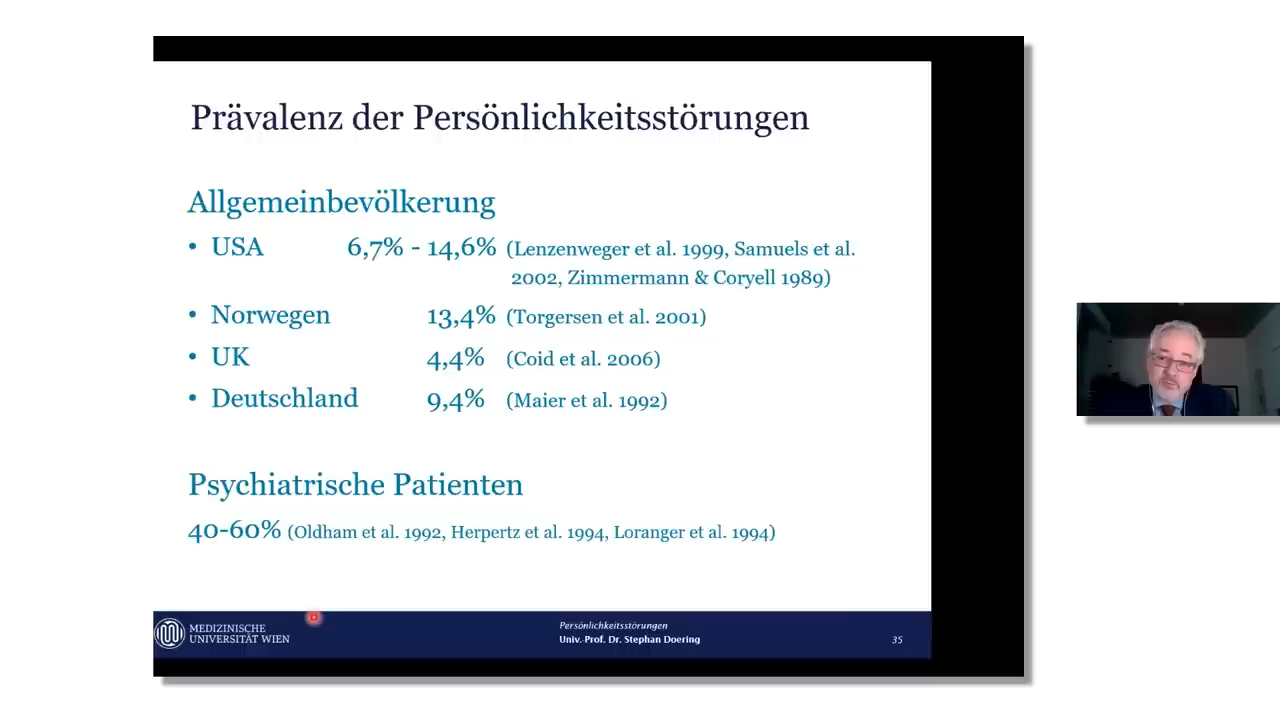 Prävalenz der Persönlichkeitsstörungen
Allgemeinbevölkerung
• USA 6,7% - 14,6% (Lenzenweger et al. 1999, Samuels et al.
2002, Zimmermann & Coryell 1989)
• Norwegen 13,4% (Torgersen et al. 2001)
• UK 4,4% (Coid et al. 2006)
• Deutschland 9,4% (Maier et al. 1992)
Psychiatrische Patienten
40-60% (Oldham et al. 1992, Herpertz et al. 1994, Loranger et al. 1994)
MEDIZINISCHE
UNIVERSITÄT WIEN
Persönlichkeitsstörungen
Univ.-Prof. Dr. Stephan Doering
35